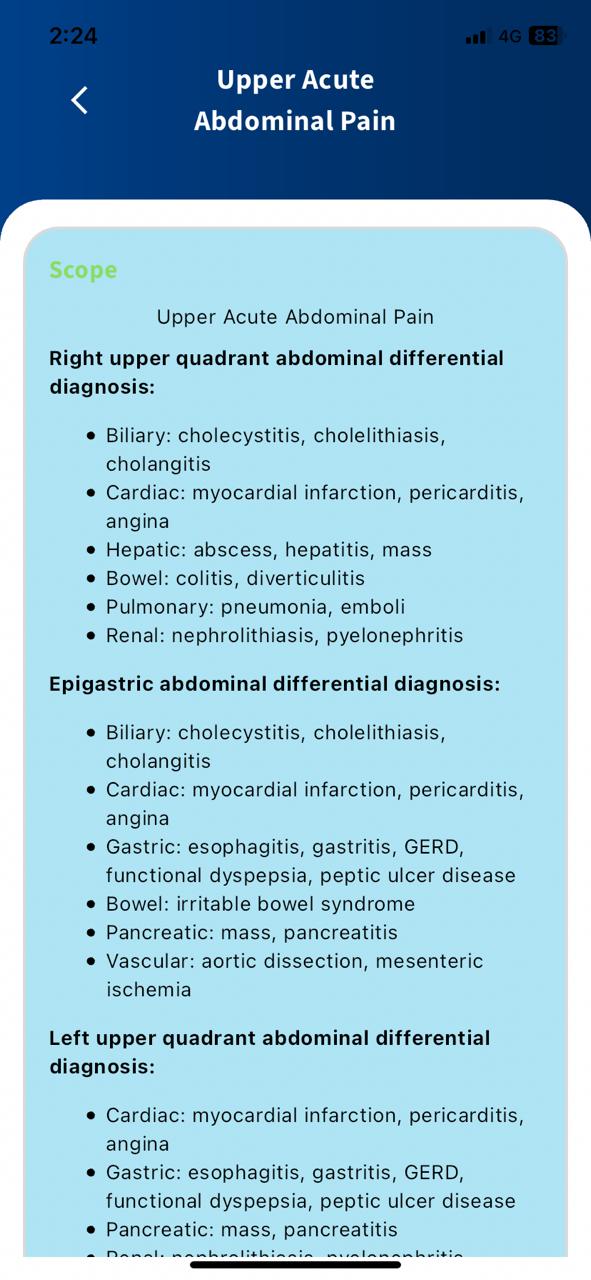 2:24
4G 83
Upper Acute
Abdominal Pain
Scope
Upper Acute Abdominal Pain
Right upper quadrant abdominal differential
diagnosis:
• Biliary: cholecystitis, cholelithiasis,
cholangitis
• Cardiac: myocardial infarction, pericarditis,
angina
• Hepatic: abscess, hepatitis, mass
• Bowel: colitis, diverticulitis
• Pulmonary: pneumonia, emboli
• Renal: nephrolithiasis, pyelonephritis
Epigastric abdominal differential diagnosis:
• Biliary: cholecystitis, cholelithiasis,
cholangitis
• Cardiac: myocardial infarction, pericarditis,
angina
• Gastric: esophagitis, gastritis, GERD,
functional dyspepsia, peptic ulcer disease
• Bowel: irritable bowel syndrome
• Pancreatic: mass, pancreatitis
• Vascular: aortic dissection, mesenteric
ischemia
Left upper quadrant abdominal differential
diagnosis:
• Cardiac: myocardial infarction, pericarditis,
angina
• Gastric: esophagitis, gastritis, GERD,
functional dyspepsia, peptic ulcer disease
• Pancreatic: mass, pancreatitis
• Renal: nephrolithiasis, pyelonephritis